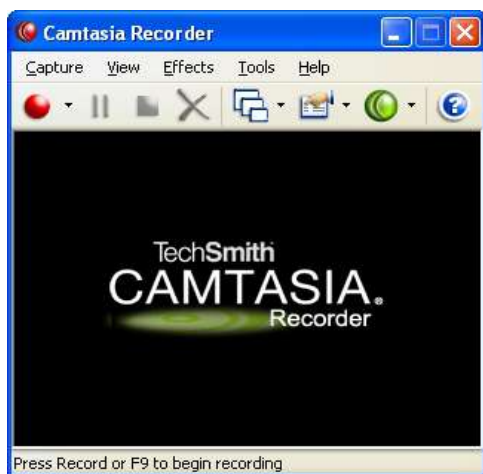 Camtasia Recorder
Capture View Effects Tools Help
TechSmith
CAMTASIA®
Recorder
Press Record or F9 to begin recording